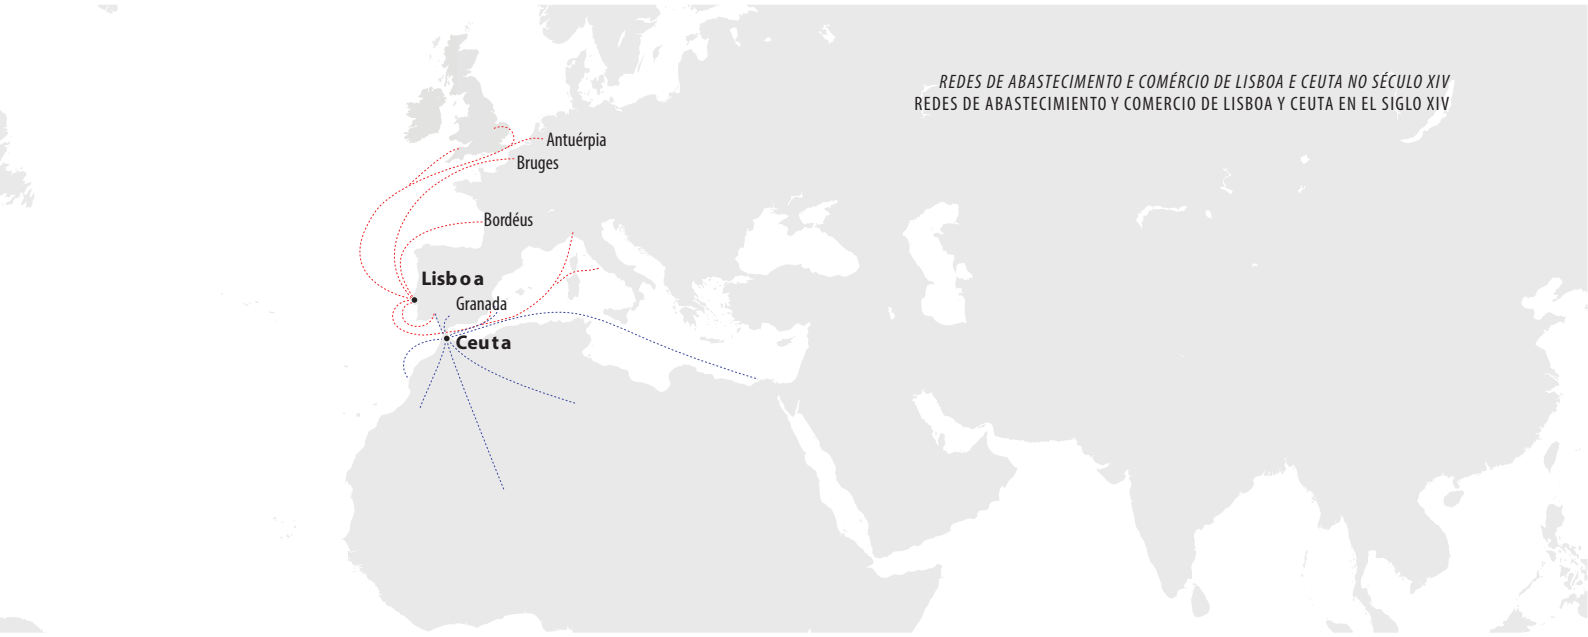 REDES DE ABASTECIMENTO E COMÉRCIO DE LISBOA E CEUTA NO SÉCULO XIV
REDES DE ABASTECIMIENTO Y COMERCIO DE LISBOA Y CEUTA EN EL SIGLO XIV
Antuérpia
Bruges
Bordéus
Lisboa
Granada
Ceuta